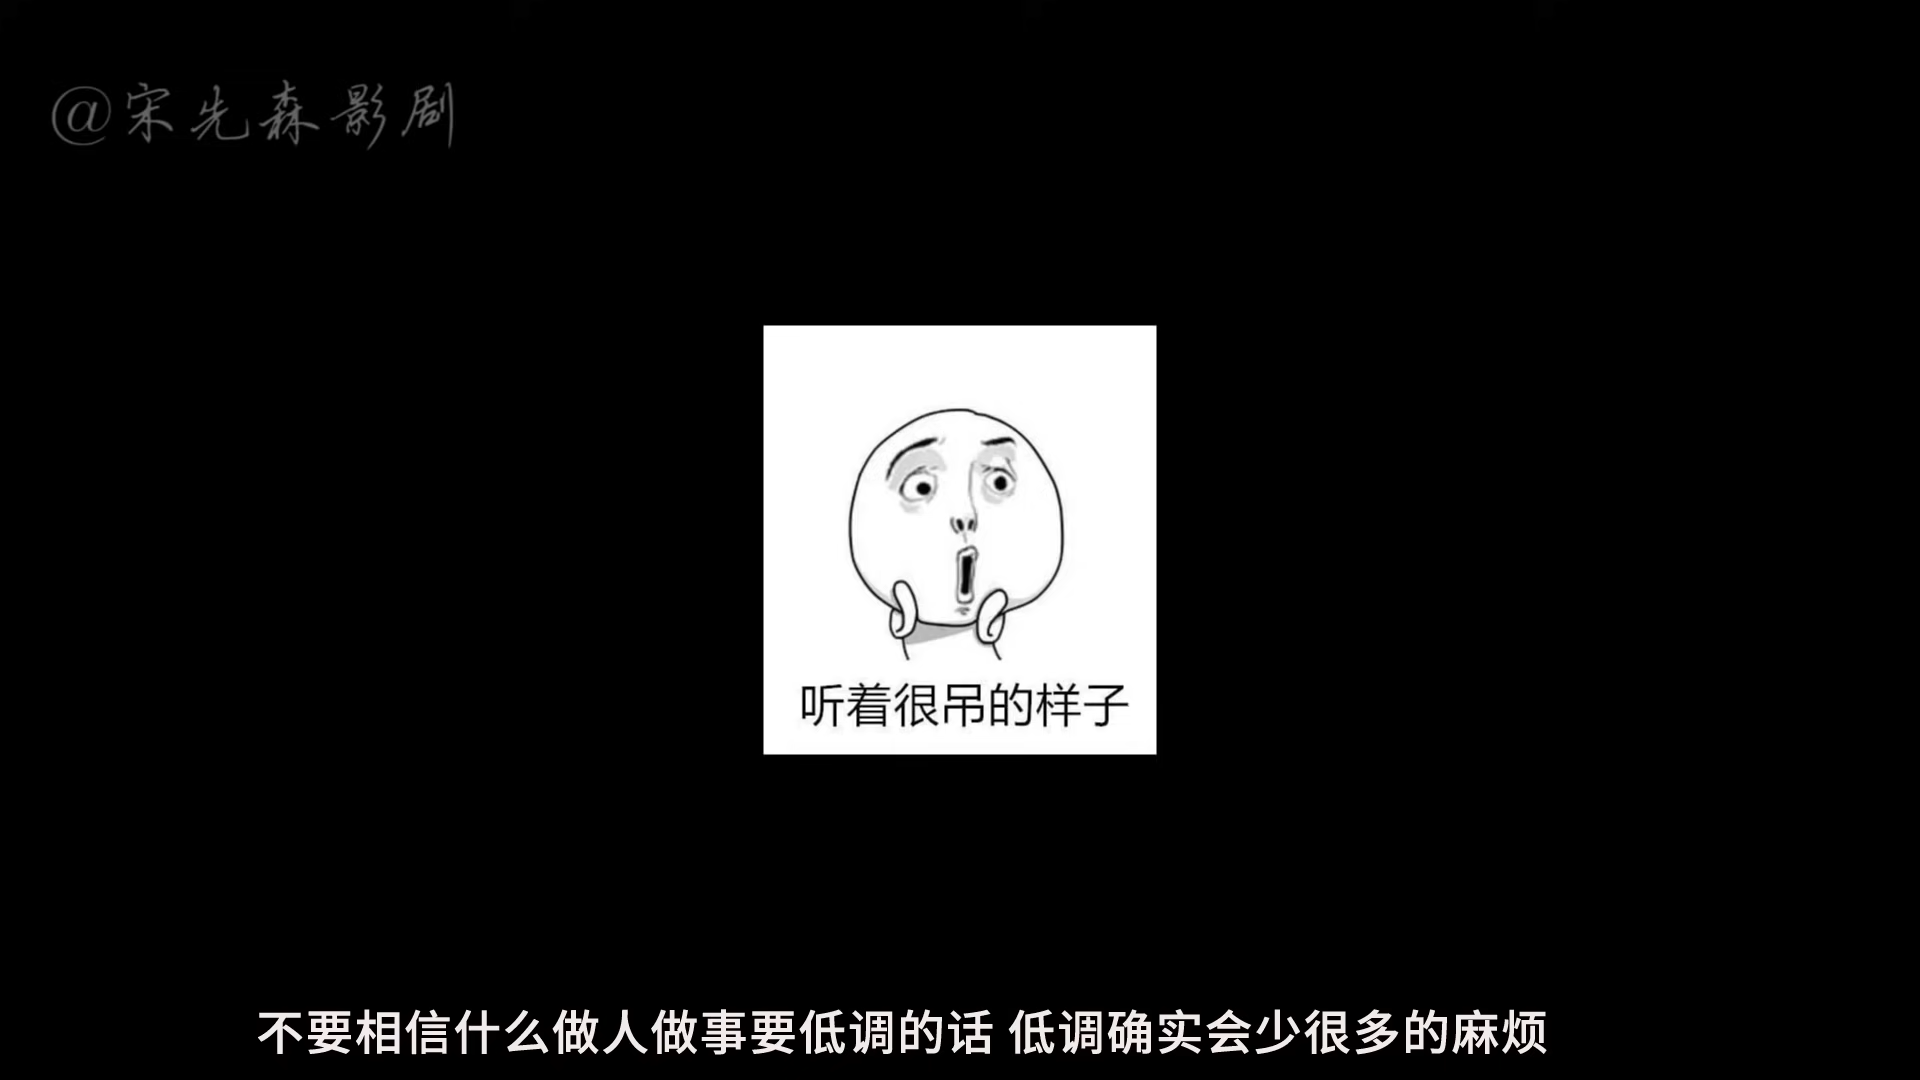 @宋先森影剧
听着很吊的样子
不要相信什么做人做事要低调的话 低调确实会少很多的麻烦